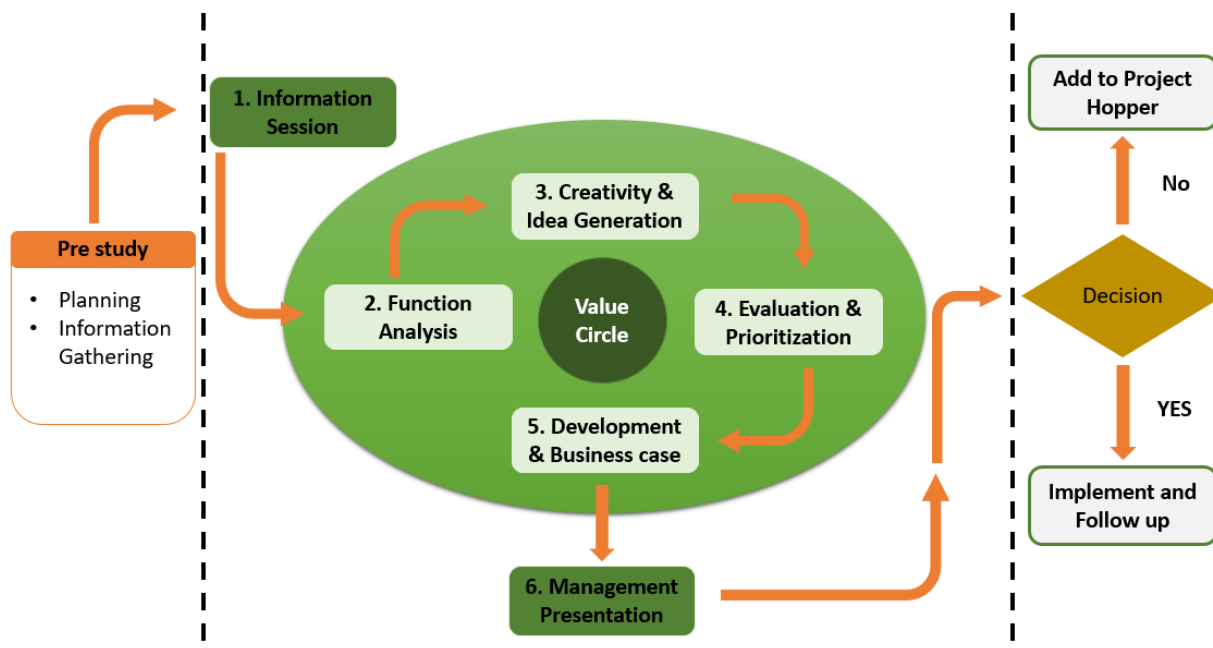 Pre study
• Planning
• Information
Gathering
1. Information
Session
2. Function
Analysis
3. Creativity &
Idea Generation
Value
Circle
4. Evaluation &
Prioritization
5. Development
& Business case
6. Management
Presentation
Add to Project
Hopper
No
Decision
YES
Implement and
Follow up